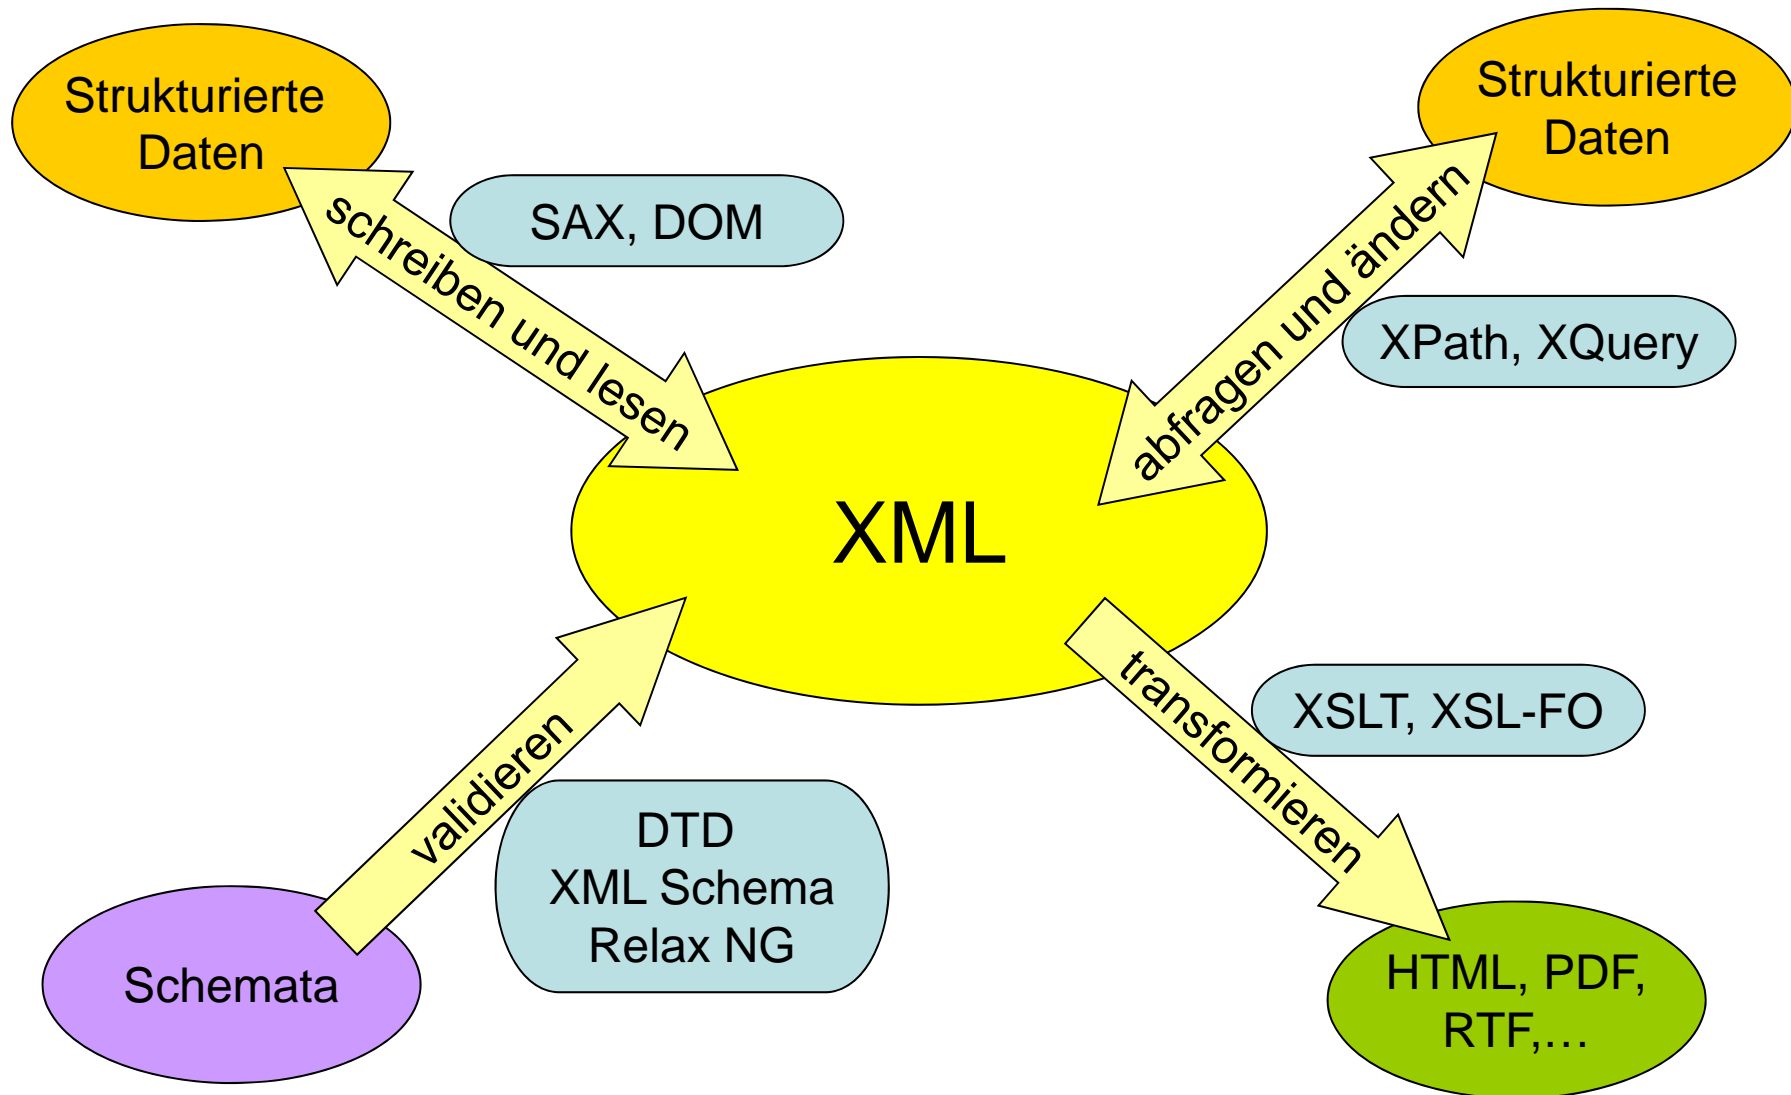 Strukturierte
Daten
Strukturierte
Daten
schreiben und lesen
SAX, DOM
abfragen und ändern
XPath, XQuery
XML
validieren
DTD
XML Schema
Relax NG
transformieren
XSLT, XSL-FO
Schemata
HTML, PDF,
RTF,…